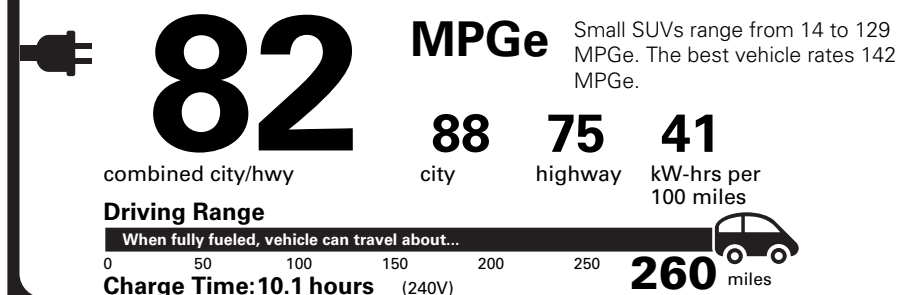 82 MPGe
Small SUVs range from 14 to 129
MPGe. The best vehicle rates 142
MPGe.
88 75 41
combined city/hwy city highway kW-hrs per
100 miles
Driving Range
When fully fueled, vehicle can travel about...
0 50 100 150 200 250 260 miles
Charge Time: 10.1 hours (240V)